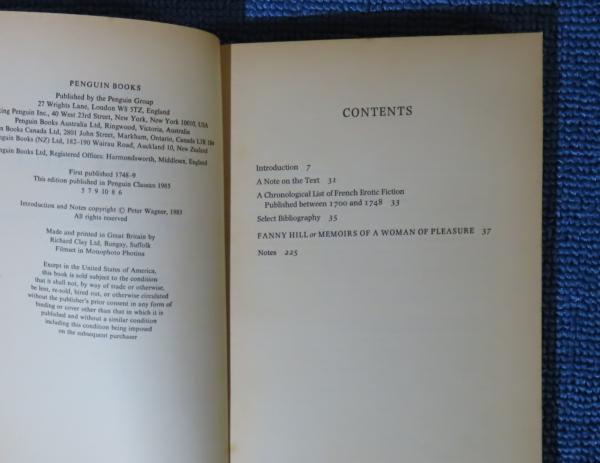 PENGUIN BOOKS
Published by the Penguin Group
27 Wrights Lane, London W8 5TZ, England
king Penguin Inc., 40 West 23rd Street, New York, New York 10010, USA
Penguin Books Australia Ltd, Ringwood, Victoria, Australia
n Books Canada Ltd, 2801 John Street, Markham, Ontario, Canada L3R 1B4
nguin Books (NZ) Ltd, 182-190 Wairau Road, Auckland 10, New Zealand
enguin Books Ltd, Registered Offices: Harmondsworth, Middlesex, England
First published 1748-9
This edition published in Penguin Classics 1985
5 7 9 10 8 6
Introduction and Notes copyright © Peter Wagner, 1985
All rights reserved
Made and printed in Great Britain by
Richard Clay Ltd, Bungay, Suffolk
Filmset in Monophoto Photina
Except in the United States of America,
this book is sold subject to the condition
that it shall not, by way of trade or otherwise,
be lent, re-sold, hired out, or otherwise circulated
without the publisher's prior consent in any form of
binding or cover other than that in which it is
published and without a similar condition
including this condition being imposed
on the subsequent purchaser
CONTENTS
Introduction 7
A Note on the Text 31
A Chronological List of French Erotic Fiction
Published between 1700 and 1748 33
Select Bibliography 35
FANNY HILL or MEMOIRS OF A WOMAN OF PLEASURE 37
Notes 225